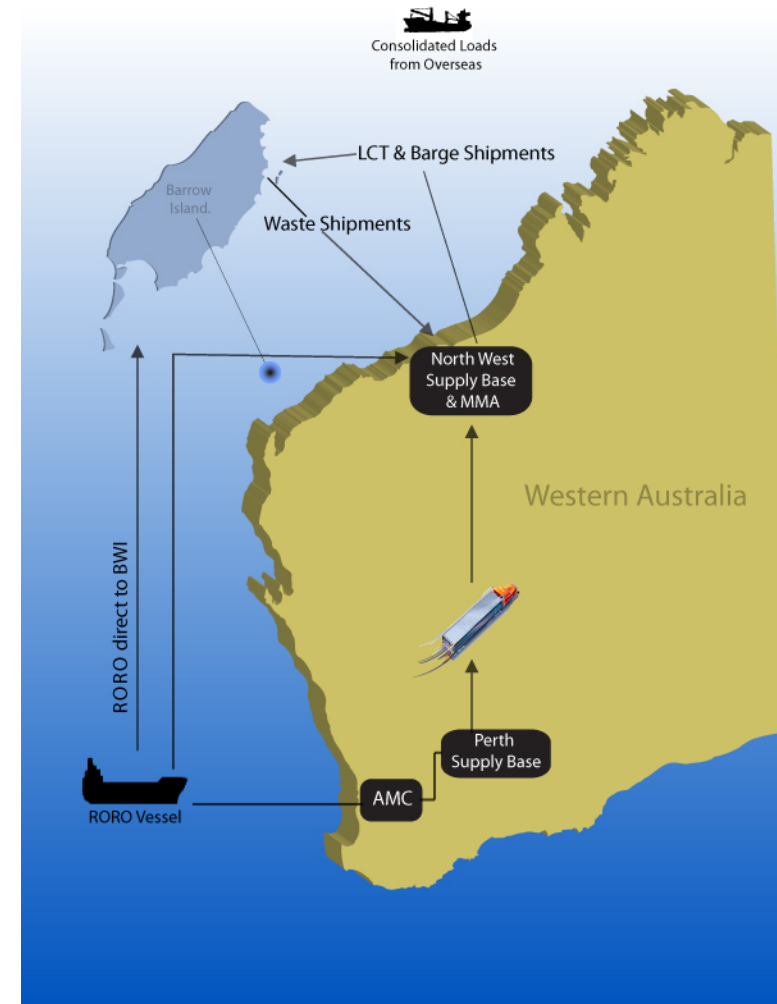 Consolidated Loads
from Overseas
LCT & Barge Shipments
Barrow
Island.
Waste Shipments
North West
Supply Base
& MMA
Western Australia
RORO direct to BWI
Perth
Supply Base
AMC
RORO Vessel